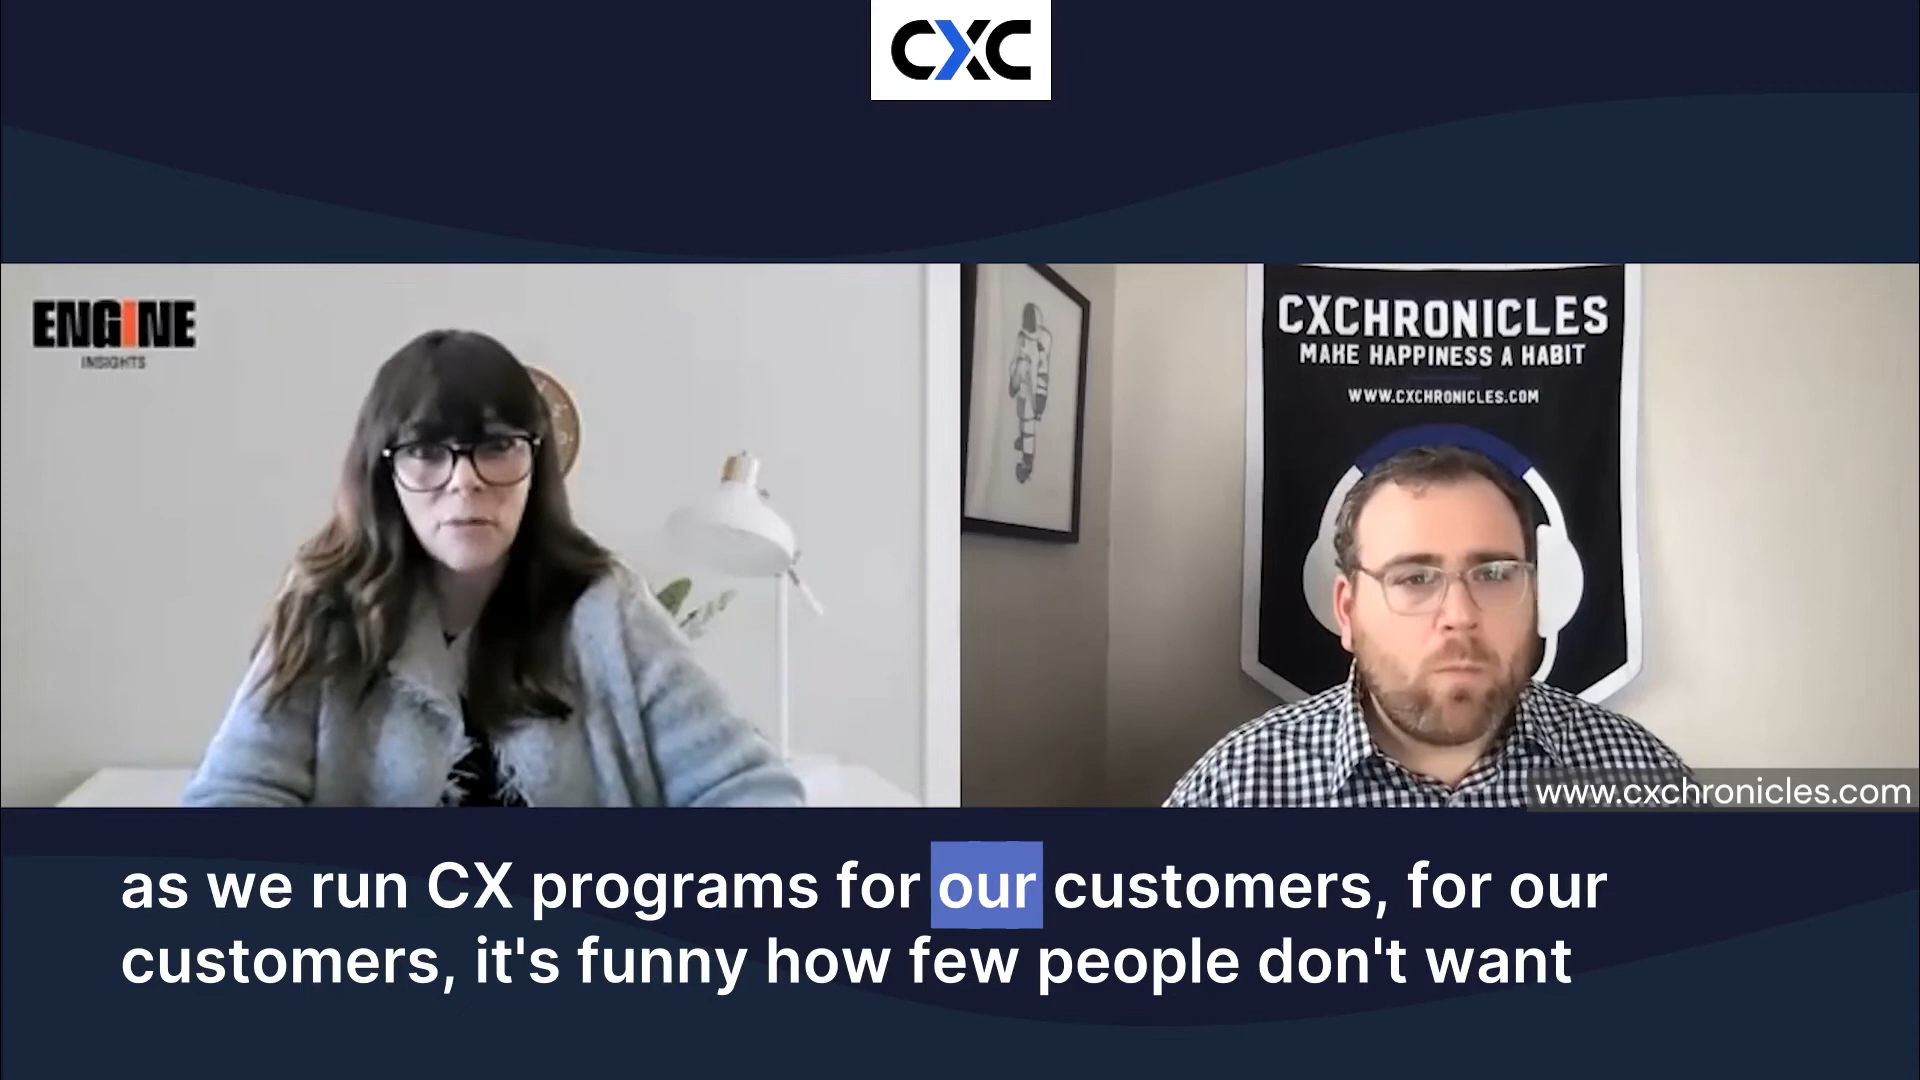 CXC
ENGINE
INSIGHTS
CXCHRONICLES
MAKE HAPPINESS A HABIT
WWW.CXCHRONICLES.COM
www.cxchronicles.com
as we run CX programs for our customers, for our
customers, it's funny how few people don't want